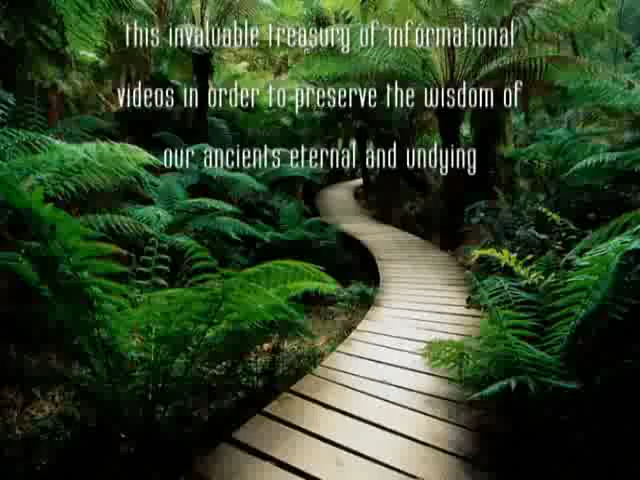 This invaluable treasury of informational
videos in order to preserve the wisdom of
our ancients eternal and undying